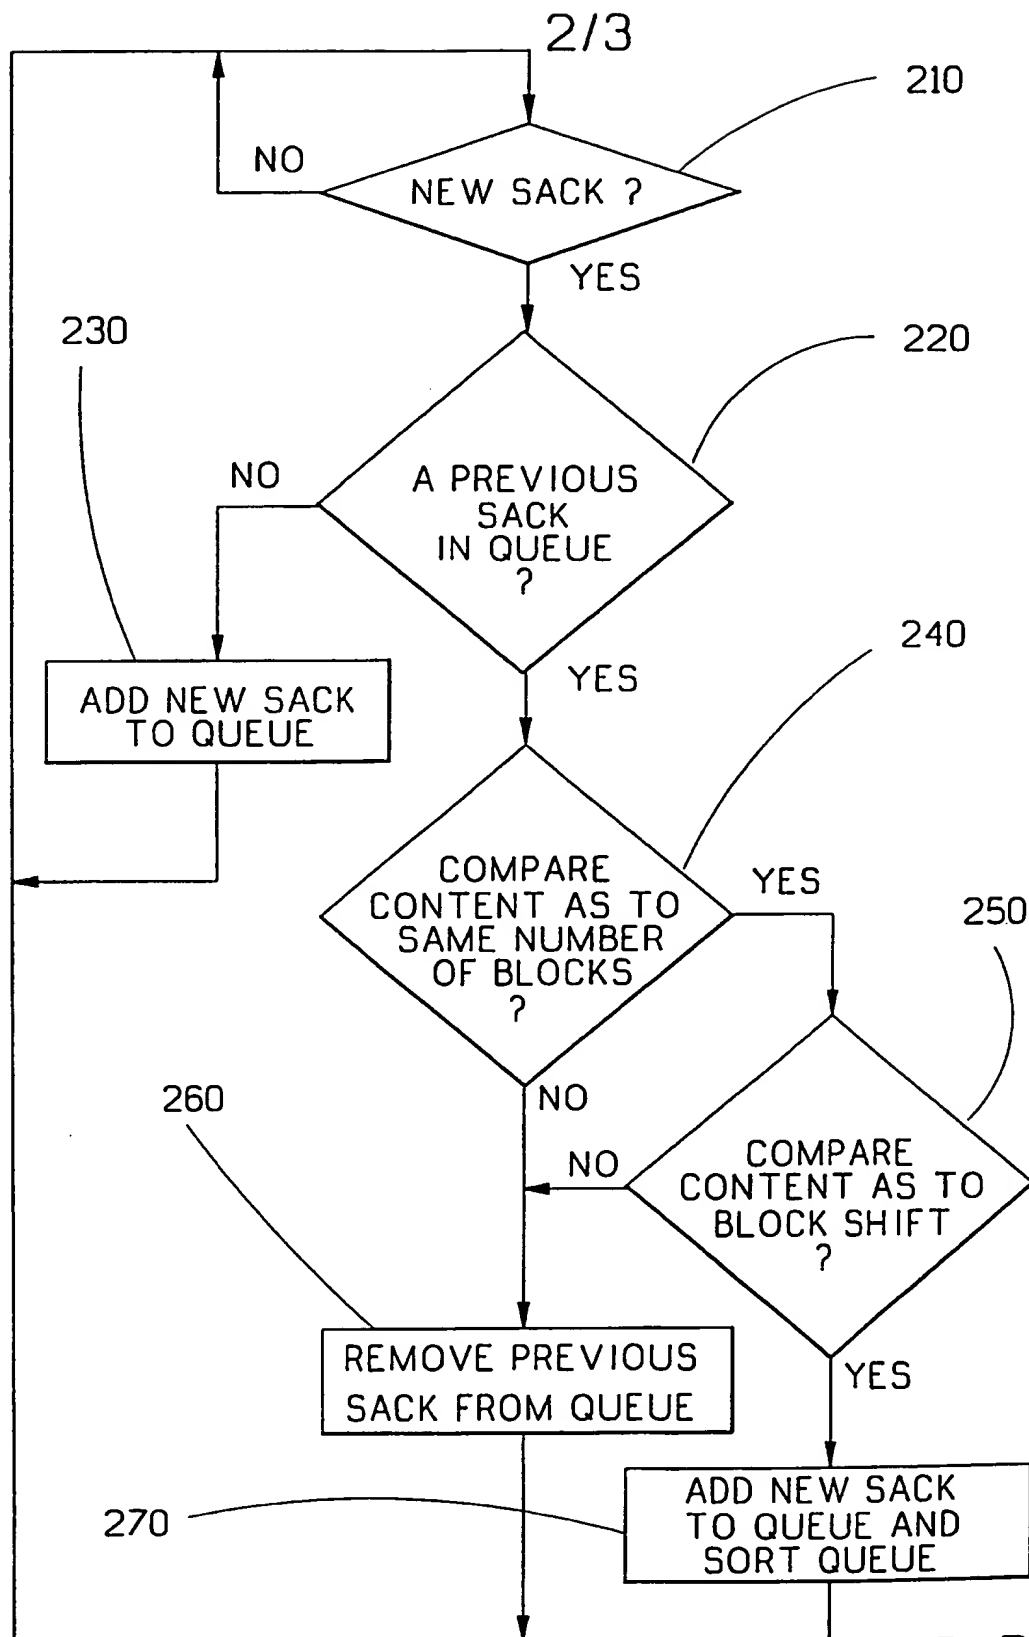 2/3
210
NO
NEW SACK ?
YES
230
220
NO
A PREVIOUS
SACK
IN QUEUE
?
240
YES
ADD NEW SACK
TO QUEUE
COMPARE
CONTENT AS TO
SAME NUMBER
OF BLOCKS
?
YES
250
260
NO
NO
COMPARE
CONTENT AS TO
BLOCK SHIFT
?
REMOVE PREVIOUS
SACK FROM QUEUE
YES
270
ADD NEW SACK
TO QUEUE AND
SORT QUEUE